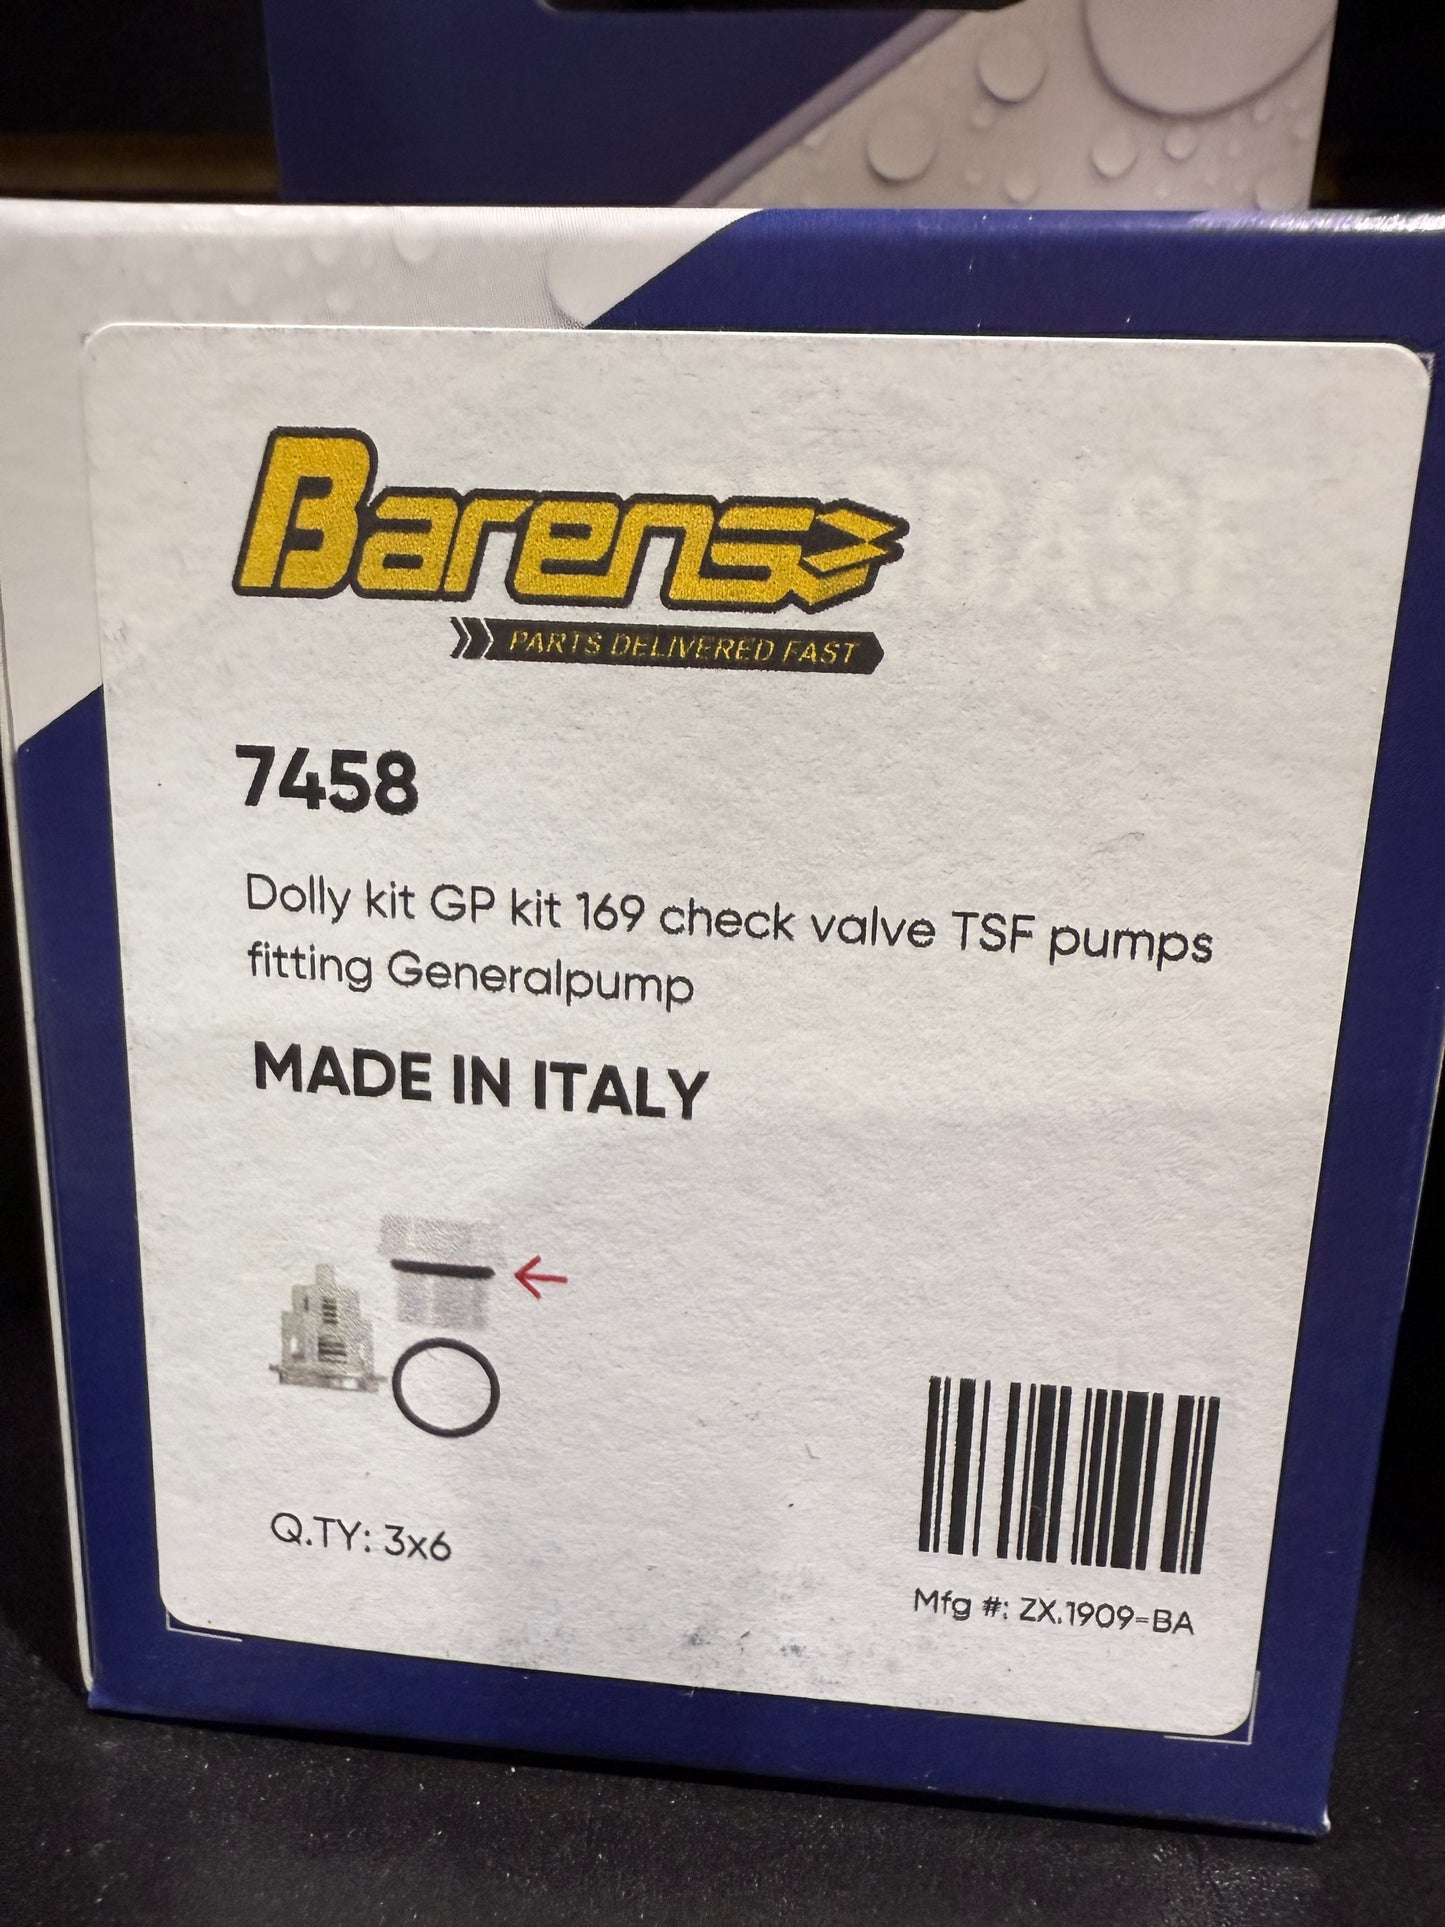 Barens
PARTS DELIVERED FAST
7458
Dolly kit GP kit 169 check valve TSF pumps
fitting Generalpump
MADE IN ITALY
Q.TY: 3x6
Mfg #: ZX.1909-BA